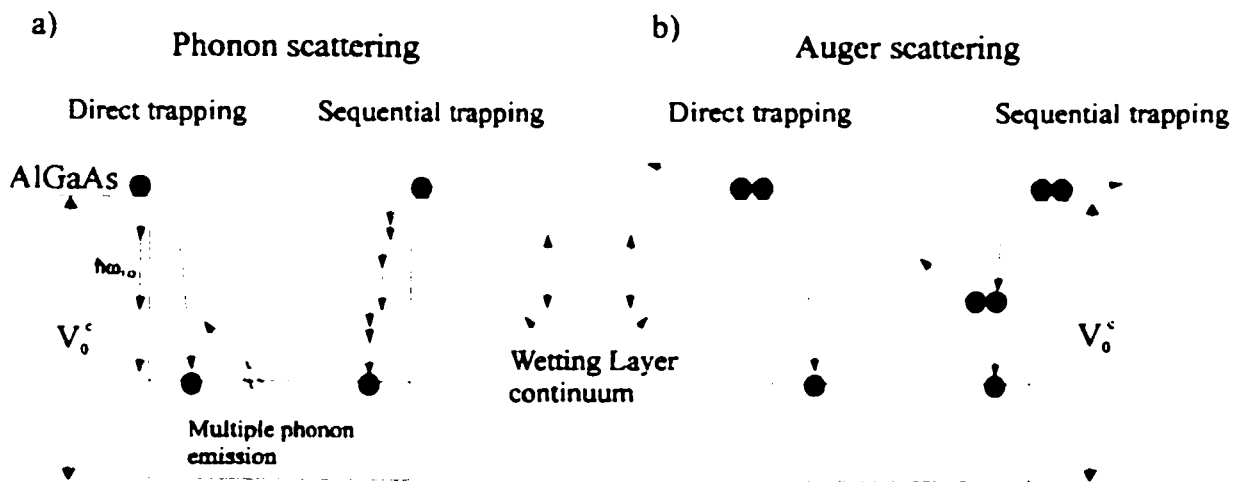 a)
Phonon scattering
Direct trapping
Sequential trapping
AlGaAs
V₀ᶜ
Multiple phonon
emission
Wetting Layer
continuum
b)
Auger scattering
Direct trapping
Sequential trapping
V₀ᶜ